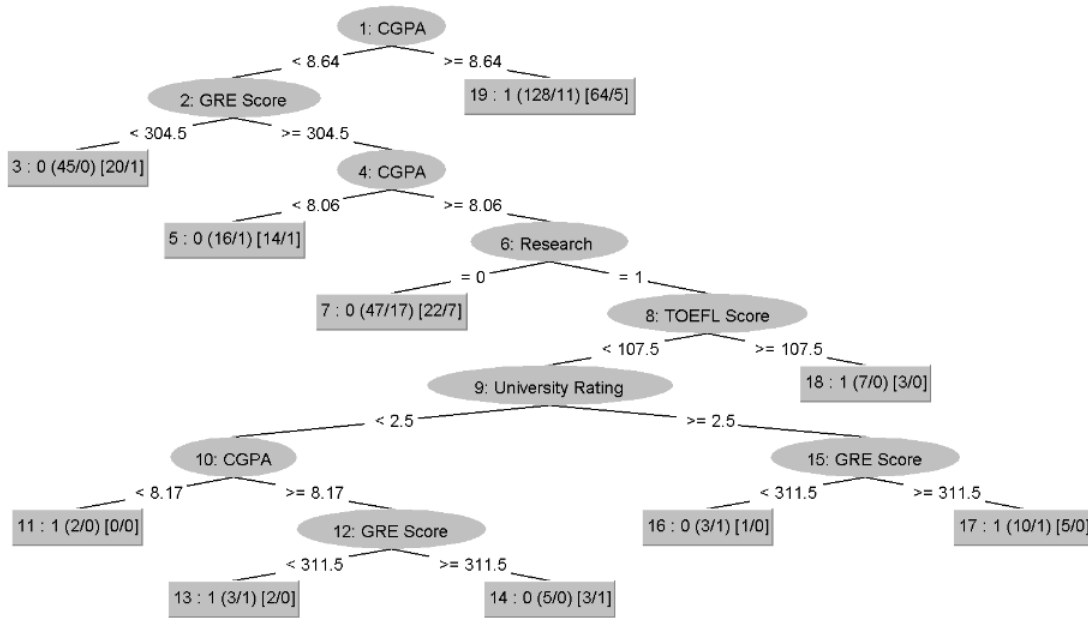 1: CGPA
< 8.64 >= 8.64
2: GRE Score 19 : 1 (128/11) [64/5]
< 304.5 >= 304.5
3 : 0 (45/0) [20/1] 4: CGPA
< 8.06 >= 8.06
5 : 0 (16/1) [14/1] 6: Research
= 0 = 1
7 : 0 (47/17) [22/7] 8: TOEFL Score
< 107.5 >= 107.5
9: University Rating 18 : 1 (7/0) [3/0]
< 2.5 >= 2.5
10: CGPA 15: GRE Score
< 8.17 >= 8.17 < 311.5 >= 311.5
11 : 1 (2/0) [0/0] 12: GRE Score 16 : 0 (3/1) [1/0] 17 : 1 (10/1) [5/0]
< 311.5 >= 311.5
13 : 1 (3/1) [2/0] 14 : 0 (5/0) [3/1]